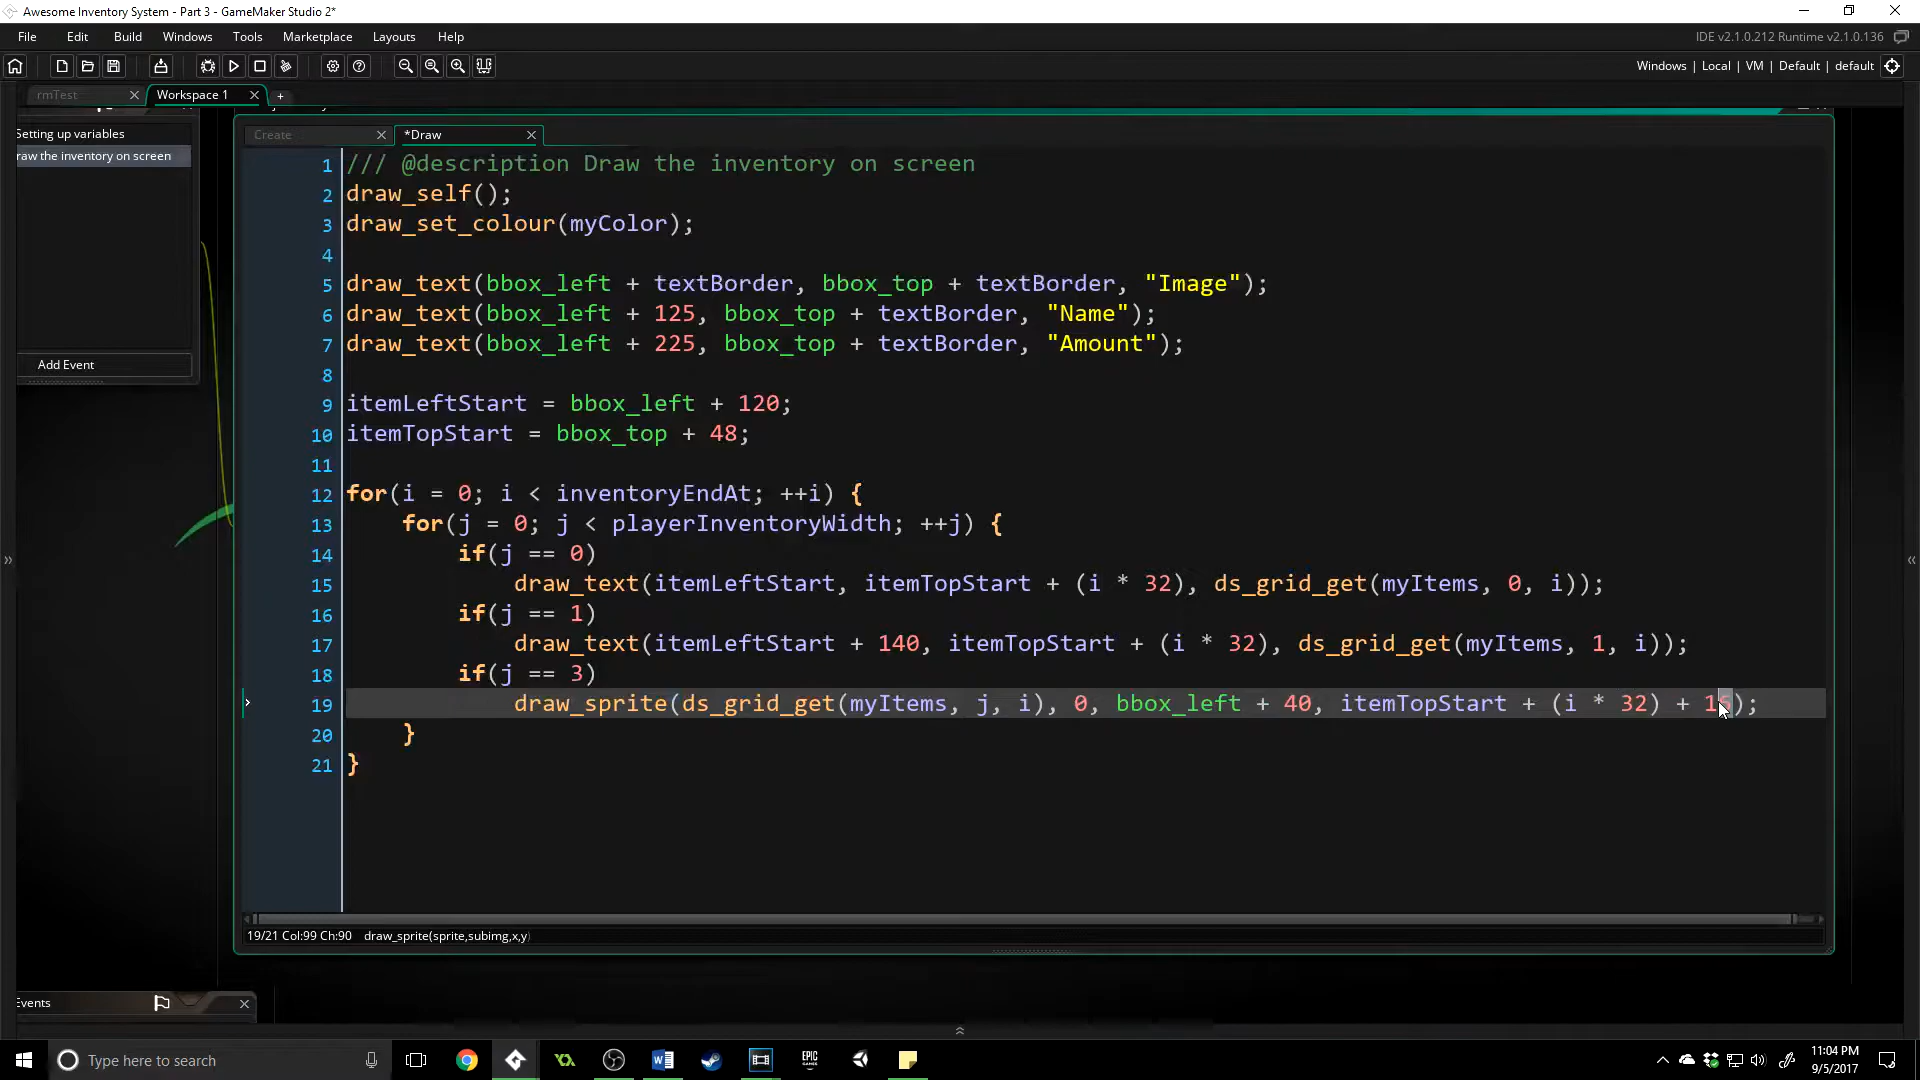 Awesome Inventory System - Part 3 - GameMaker Studio 2*
File Edit Build Windows Tools Marketplace Layouts Help
IDE v2.1.0.212 Runtime v2.1.0.136
Windows | Local | VM | Default | default
rmTest
Workspace 1
+
Setting up variables
raw the inventory on screen
Add Event
Create
*Draw
1 /// @description Draw the inventory on screen
2 draw_self();
3 draw_set_colour(myColor);
4
5 draw_text(bbox_left + textBorder, bbox_top + textBorder, "Image");
6 draw_text(bbox_left + 125, bbox_top + textBorder, "Name");
7 draw_text(bbox_left + 225, bbox_top + textBorder, "Amount");
8
9 itemLeftStart = bbox_left + 120;
10 itemTopStart = bbox_top + 48;
11
12 for(i = 0; i < inventoryEndAt; ++i) {
13 for(j = 0; j < playerInventoryWidth; ++j) {
14 if(j == 0)
15 draw_text(itemLeftStart, itemTopStart + (i * 32), ds_grid_get(myItems, 0, i));
16 if(j == 1)
17 draw_text(itemLeftStart + 140, itemTopStart + (i * 32), ds_grid_get(myItems, 1, i));
18 if(j == 3)
19 draw_sprite(ds_grid_get(myItems, j, i), 0, bbox_left + 40, itemTopStart + (i * 32) + 16);
20 }
21 }
19/21 Col:99 Ch:90 draw_sprite(sprite,subimg,x,y)
Events
Type here to search
EPIC GAMES
11:04 PM
9/5/2017